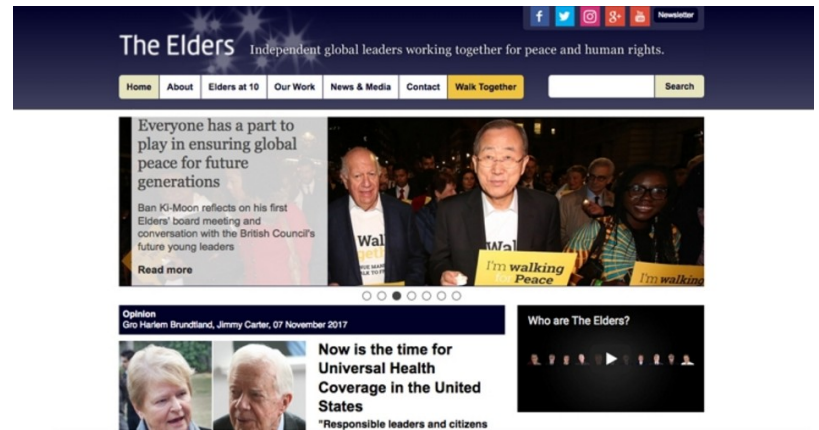 Newsletter
The Elders
Independent global leaders working together for peace and human rights.
Home About Elders at 10 Our Work News & Media Contact Walk Together Search
Everyone has a part to
play in ensuring global
peace for future
generations
Ban Ki-Moon reflects on his first
Elders' board meeting and
conversation with the British Council's
future young leaders
Read more
Wal
Wal
I'm walking
for Peace
I'm walking
Opinion
Gro Harlem Brundtland, Jimmy Carter, 07 November 2017
Now is the time for
Universal Health
Coverage in the United
States
"Responsible leaders and citizens
Who are The Elders?